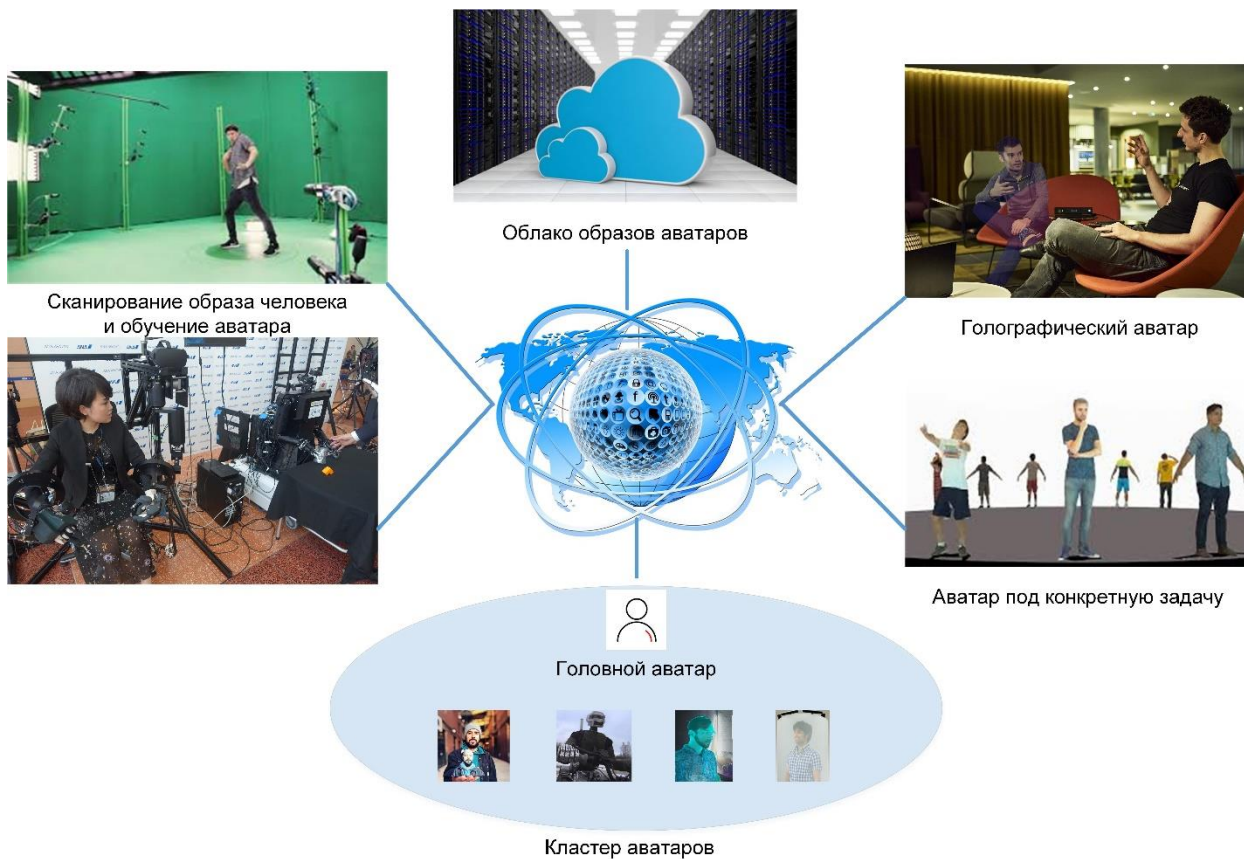 Облако образов аватаров
Сканирование образа человека
и обучение аватара
Голографический аватар
Аватар под конкретную задачу
Головной аватар
Кластер аватаров